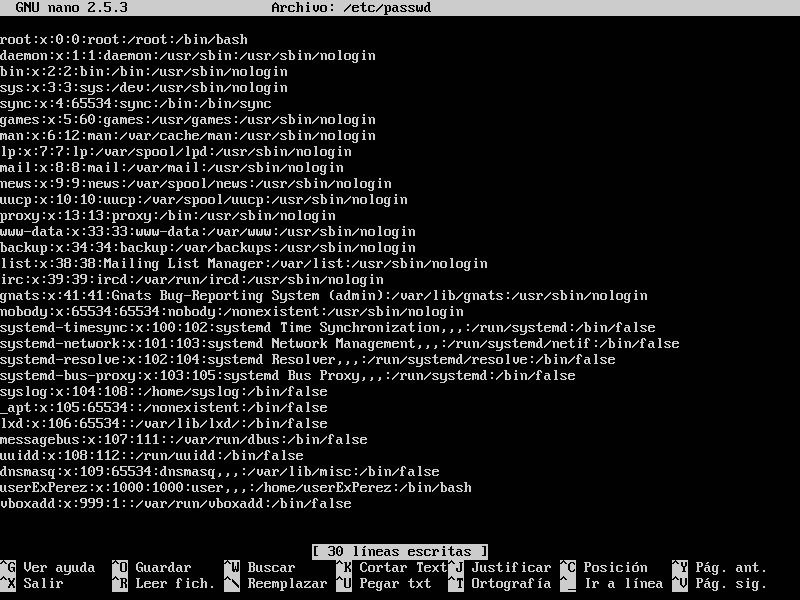 GNU nano 2.5.3 Archivo: /etc/passwd
root:x:0:0:root:/root:/bin/bash
daemon:x:1:1:daemon:/usr/sbin:/usr/sbin/nologin
bin:x:2:2:bin:/bin:/usr/sbin/nologin
sys:x:3:3:sys:/dev:/usr/sbin/nologin
sync:x:4:65534:sync:/bin:/bin/sync
games:x:5:60:games:/usr/games:/usr/sbin/nologin
man:x:6:12:man:/var/cache/man:/usr/sbin/nologin
lp:x:7:7:lp:/var/spool/lpd:/usr/sbin/nologin
mail:x:8:8:mail:/var/mail:/usr/sbin/nologin
news:x:9:9:news:/var/spool/news:/usr/sbin/nologin
uucp:x:10:10:uucp:/var/spool/uucp:/usr/sbin/nologin
proxy:x:13:13:proxy:/bin:/usr/sbin/nologin
www-data:x:33:33:www-data:/var/www:/usr/sbin/nologin
backup:x:34:34:backup:/var/backups:/usr/sbin/nologin
list:x:38:38:Mailing List Manager:/var/list:/usr/sbin/nologin
irc:x:39:39:ircd:/var/run/ircd:/usr/sbin/nologin
gnats:x:41:41:Gnats Bug-Reporting System (admin):/var/lib/gnats:/usr/sbin/nologin
nobody:x:65534:65534:nobody:/nonexistent:/usr/sbin/nologin
systemd-timesync:x:100:102:systemd Time Synchronization,,,:/run/systemd:/bin/false
systemd-network:x:101:103:systemd Network Management,,,:/run/systemd/netif:/bin/false
systemd-resolve:x:102:104:systemd Resolver,,,:/run/systemd/resolve:/bin/false
systemd-bus-proxy:x:103:105:systemd Bus Proxy,,,:/run/systemd:/bin/false
syslog:x:104:108::/home/syslog:/bin/false
_apt:x:105:65534::/nonexistent:/bin/false
lxd:x:106:65534::/var/lib/lxd/:/bin/false
messagebus:x:107:111::/var/run/dbus:/bin/false
uuidd:x:108:112::/run/uuidd:/bin/false
dnsmasq:x:109:65534:dnsmasq,,,:/var/lib/misc:/bin/false
userExPerez:x:1000:1000:user,,,:/home/userExPerez:/bin/bash
vboxadd:x:999:1::/var/run/vboxadd:/bin/false
[ 30 líneas escritas ]
^G Ver ayuda ^O Guardar ^W Buscar ^K Cortar Text ^J Justificar ^C Posición ^Y Pág. ant.
^X Salir ^R Leer fich. ^\ Reemplazar ^U Pegar txt ^T Ortografía ^_ Ir a línea ^V Pág. sig.